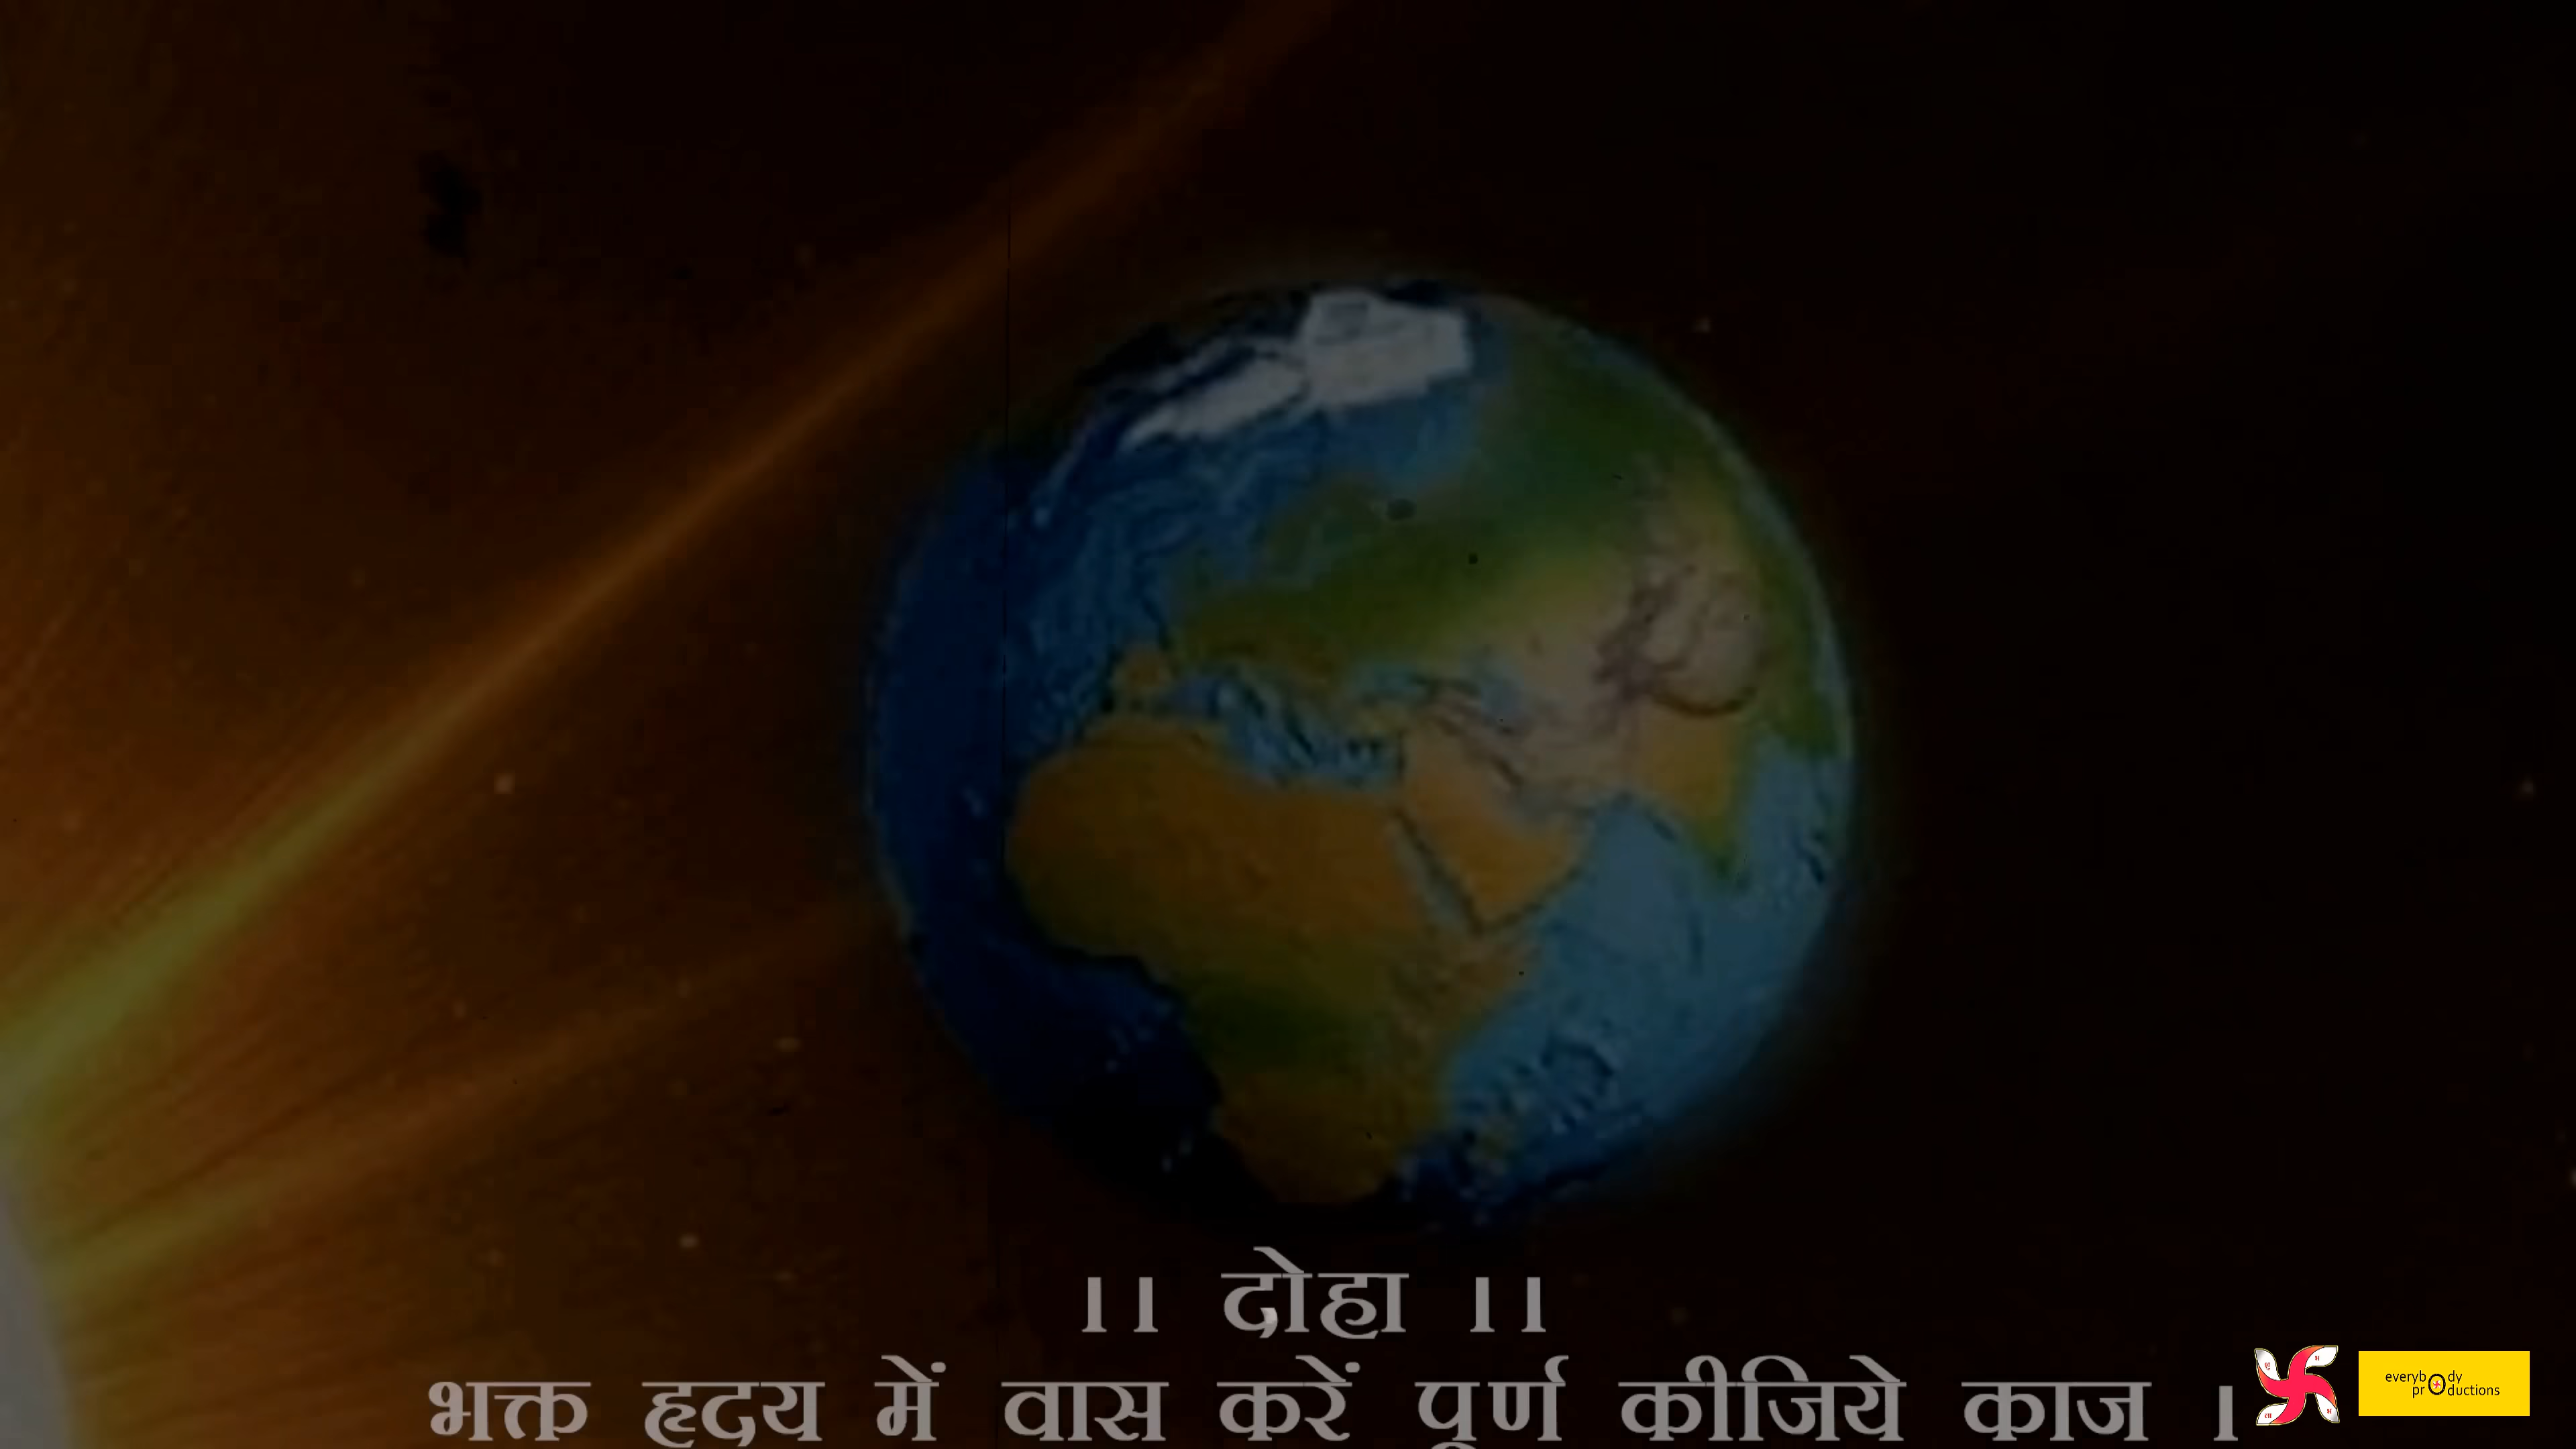 ।। दोहा ।।
भक्त हृदय में वास करें पूर्ण कीजिये काज ।
everybody
productions